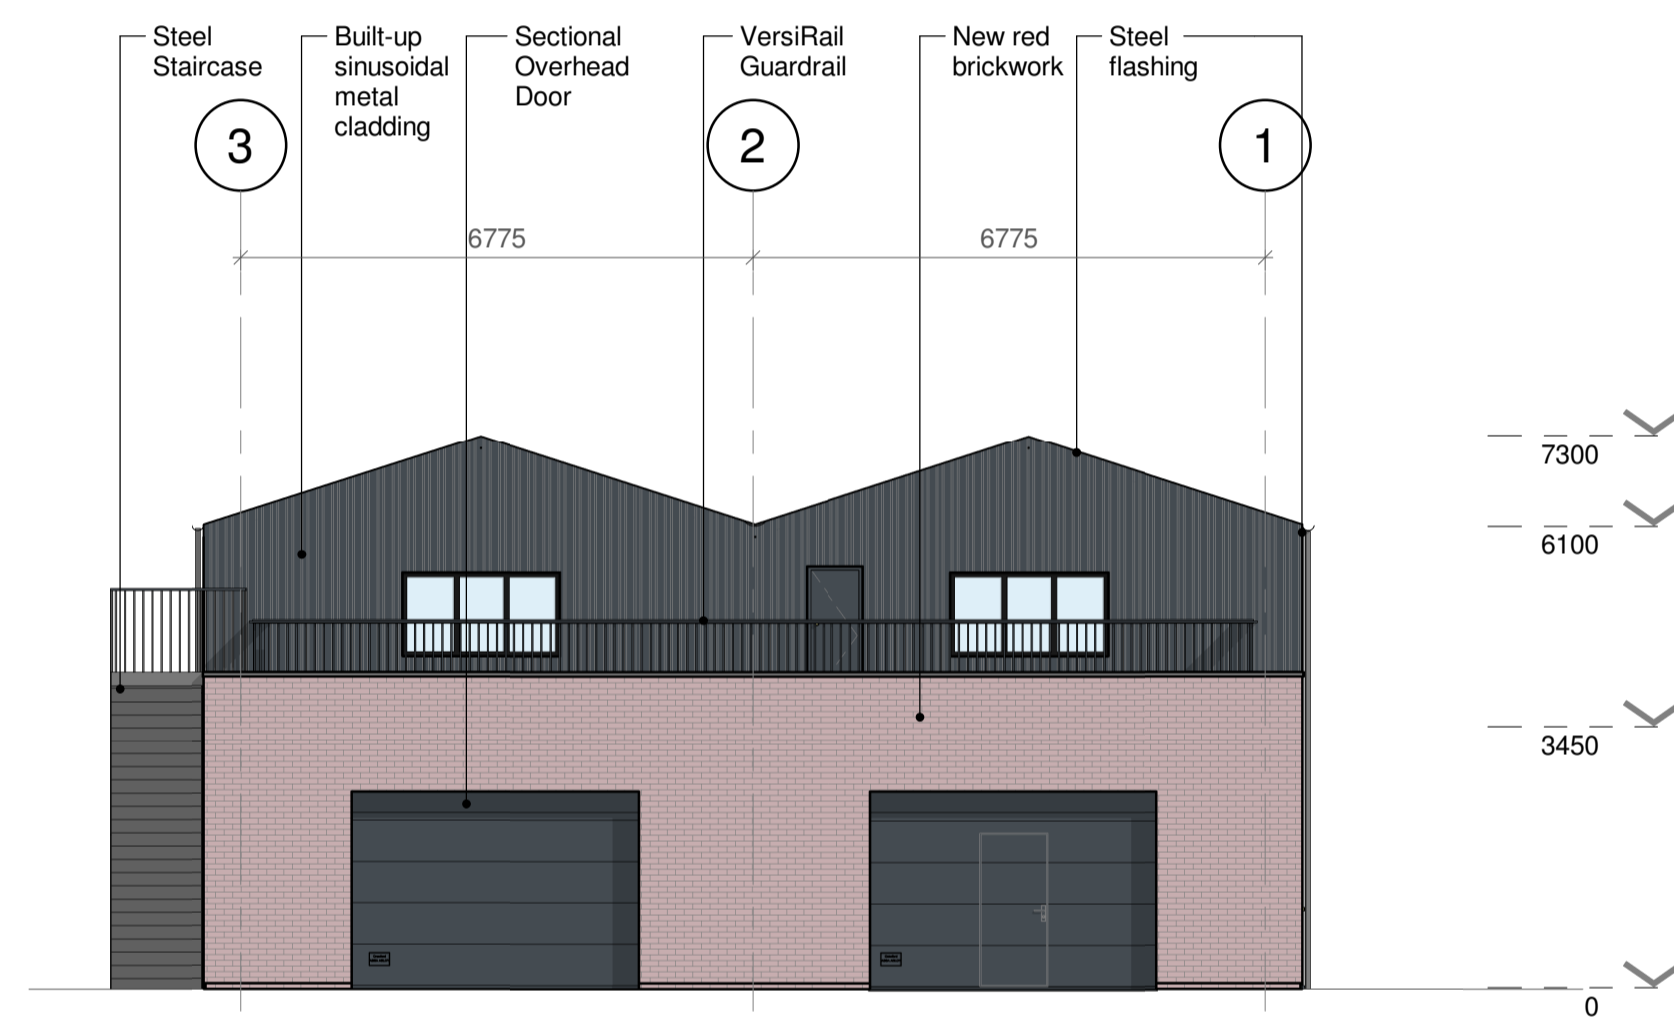 Steel
Staircase
Built-up
sinusoidal
metal
cladding
Sectional
Overhead
Door
VersiRail
Guardrail
New red
brickwork
Steel
flashing
3
2
1
6775
6775
7300
6100
3450
0